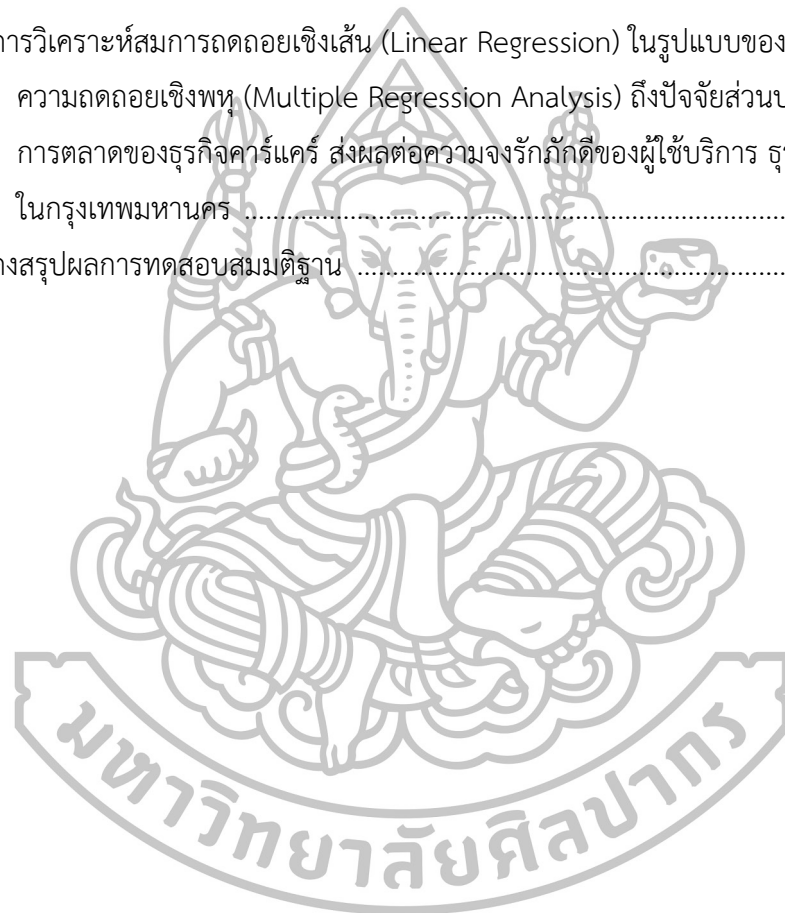 การวิเคราะห์สมการถดถอยเชิงเส้น (Linear Regression) ในรูปแบบของ
ความถดถอยเชิงพหุ (Multiple Regression Analysis) ถึงปัจจัยส่วนบ
การตลาดของธุรกิจคาร์แคร์ ส่งผลต่อความจงรักภักดีของผู้ใช้บริการ ธุร
ในกรุงเทพมหานคร ....................................................................
างสรุปผลการทดสอบสมมติฐาน ......................................................
มหาวิทยาลัยศิลปากร